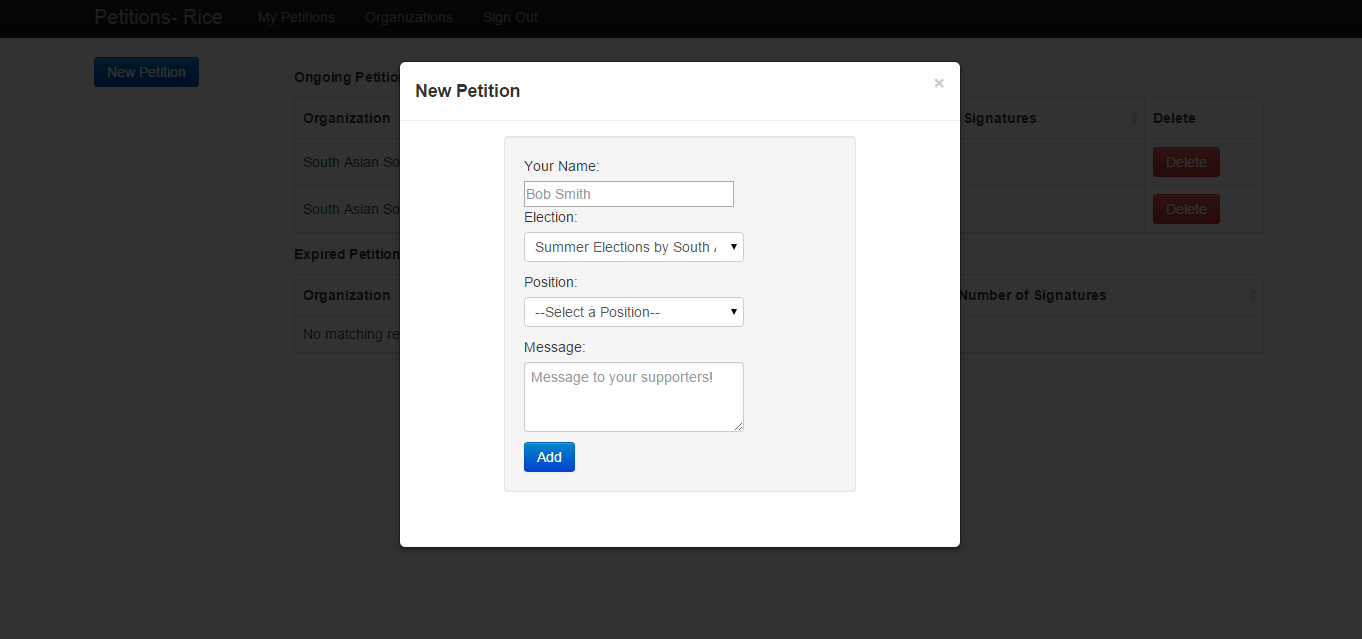 Petitions- Rice My Petitions Organizations Sign Out
New Petition
Ongoing Petitio
Organization Signatures Delete
South Asian So Delete
South Asian So Delete
Expired Petition
Organization Number of Signatures
No matching re
New Petition ×
Your Name:
Bob Smith
Election:
Summer Elections by South A
Position:
--Select a Position--
Message:
Message to your supporters!
Add